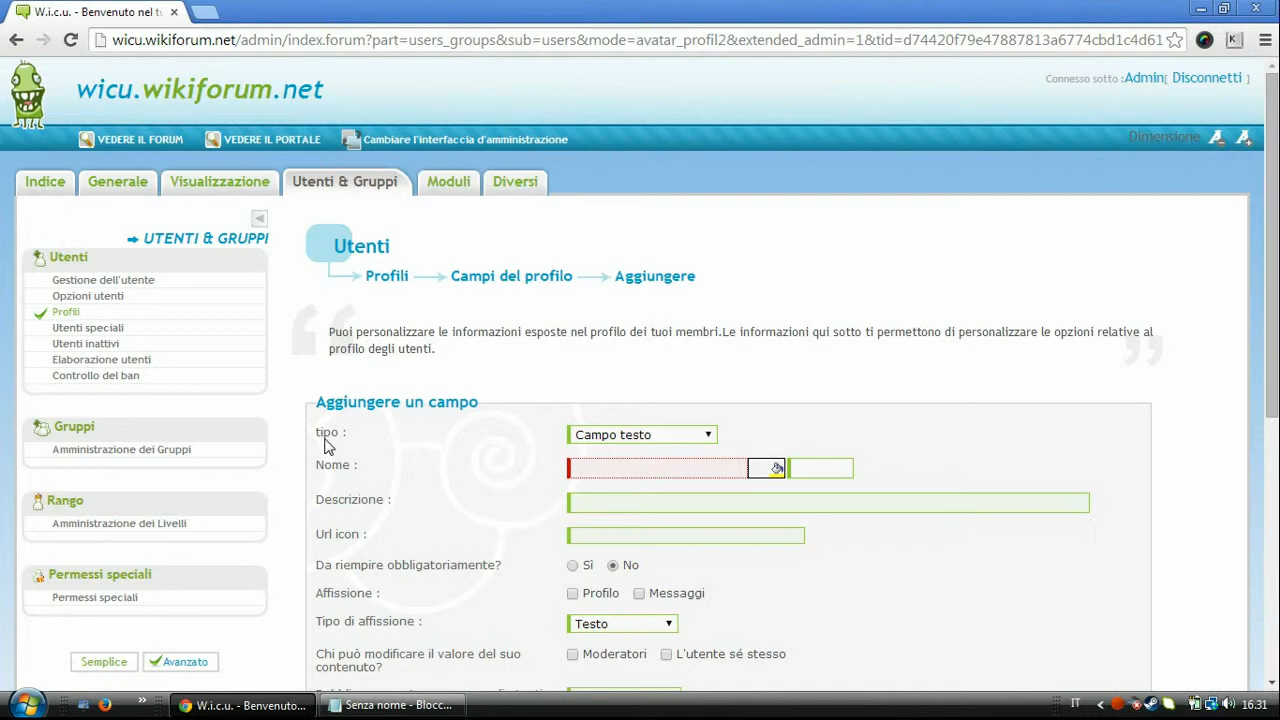 W.i.c.u. - Benvenuto nel tu
wicu.wikiforum.net/admin/index.forum?part=users_groups&sub=users&mode=avatar_profil2&extended_admin=1&tid=d74420f79e47887813a6774cbd1c4d61
wicu.wikiforum.net
Connesso sotto :Admin[ Disconnetti ]
VEDERE IL FORUM VEDERE IL PORTALE Cambiare l'interfaccia d'amministrazione
Dimensione A A
Indice Generale Visualizzazione Utenti & Gruppi Moduli Diversi
UTENTI & GRUPPI
Utenti
Gestione dell'utente
Opzioni utenti
Profili
Utenti speciali
Utenti inattivi
Elaborazione utenti
Controllo del ban
Gruppi
Amministrazione dei Gruppi
Rango
Amministrazione dei Livelli
Permessi speciali
Permessi speciali
Semplice Avanzato
Utenti
Profili Campi del profilo Aggiungere
Puoi personalizzare le informazioni esposte nel profilo dei tuoi membri.Le informazioni qui sotto ti permettono di personalizzare le opzioni relative al
profilo degli utenti.
Aggiungere un campo
tipo : Campo testo
Nome :
Descrizione :
Url icon :
Da riempire obbligatoriamente? Sì No
Affissione : Profilo Messaggi
Tipo di affissione : Testo
Chi può modificare il valore del suo
contenuto? Moderatori L'utente sé stesso
W.i.c.u. - Benvenuto... Senza nome - Blocc... IT 16.31